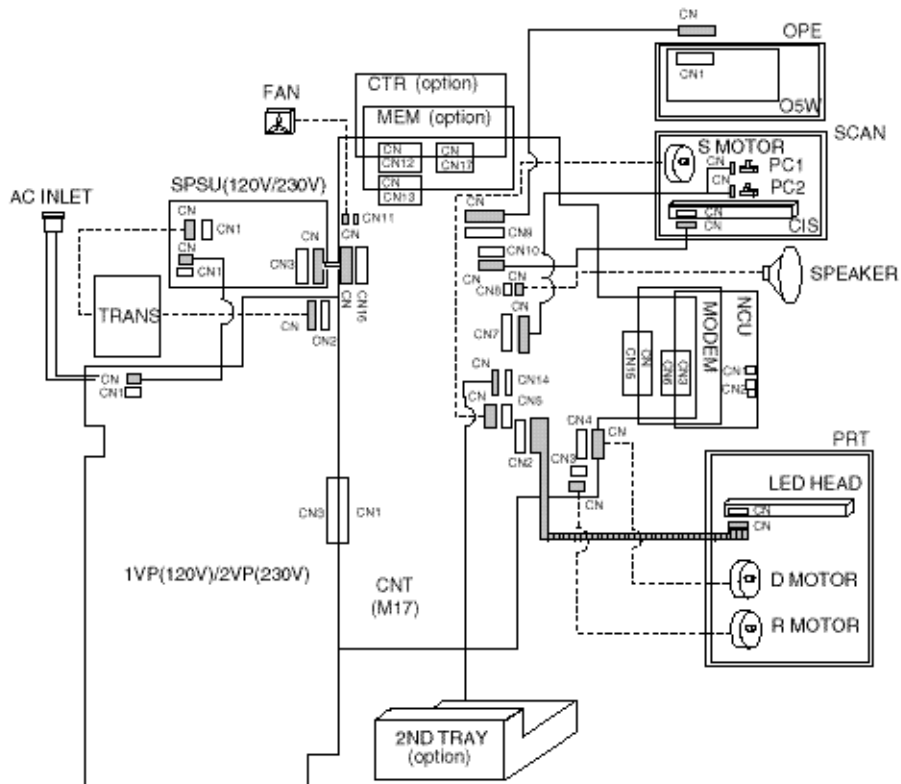 CN
OPE
CN1
O5W
CTR (option)
FAN
MEM (option)
SCAN
S MOTOR
CN
CN
CN12
CN17
CN
PC1
CN
PC2
CN
CN13
AC INLET
SPSU(120V/230V)
CN
CIS
CN
CN11
CN
CN1
CN
CN
CN
CN9
CN10
CN
CN1
CN3
CN
CN16
CN
CN8
SPEAKER
TRANS
CN
CN2
CN
CN7
NCU
MODEM
CN
CN15
CN3
CN6
CN1
CN2
CN
CN1
CN
CN14
CN
CN5
CN4
CN
CN2
CN3
CN
PRT
LED HEAD
CN
CN
CN3
CN1
1VP(120V)/2VP(230V)
CNT
(M17)
D MOTOR
R MOTOR
2ND TRAY
(option)